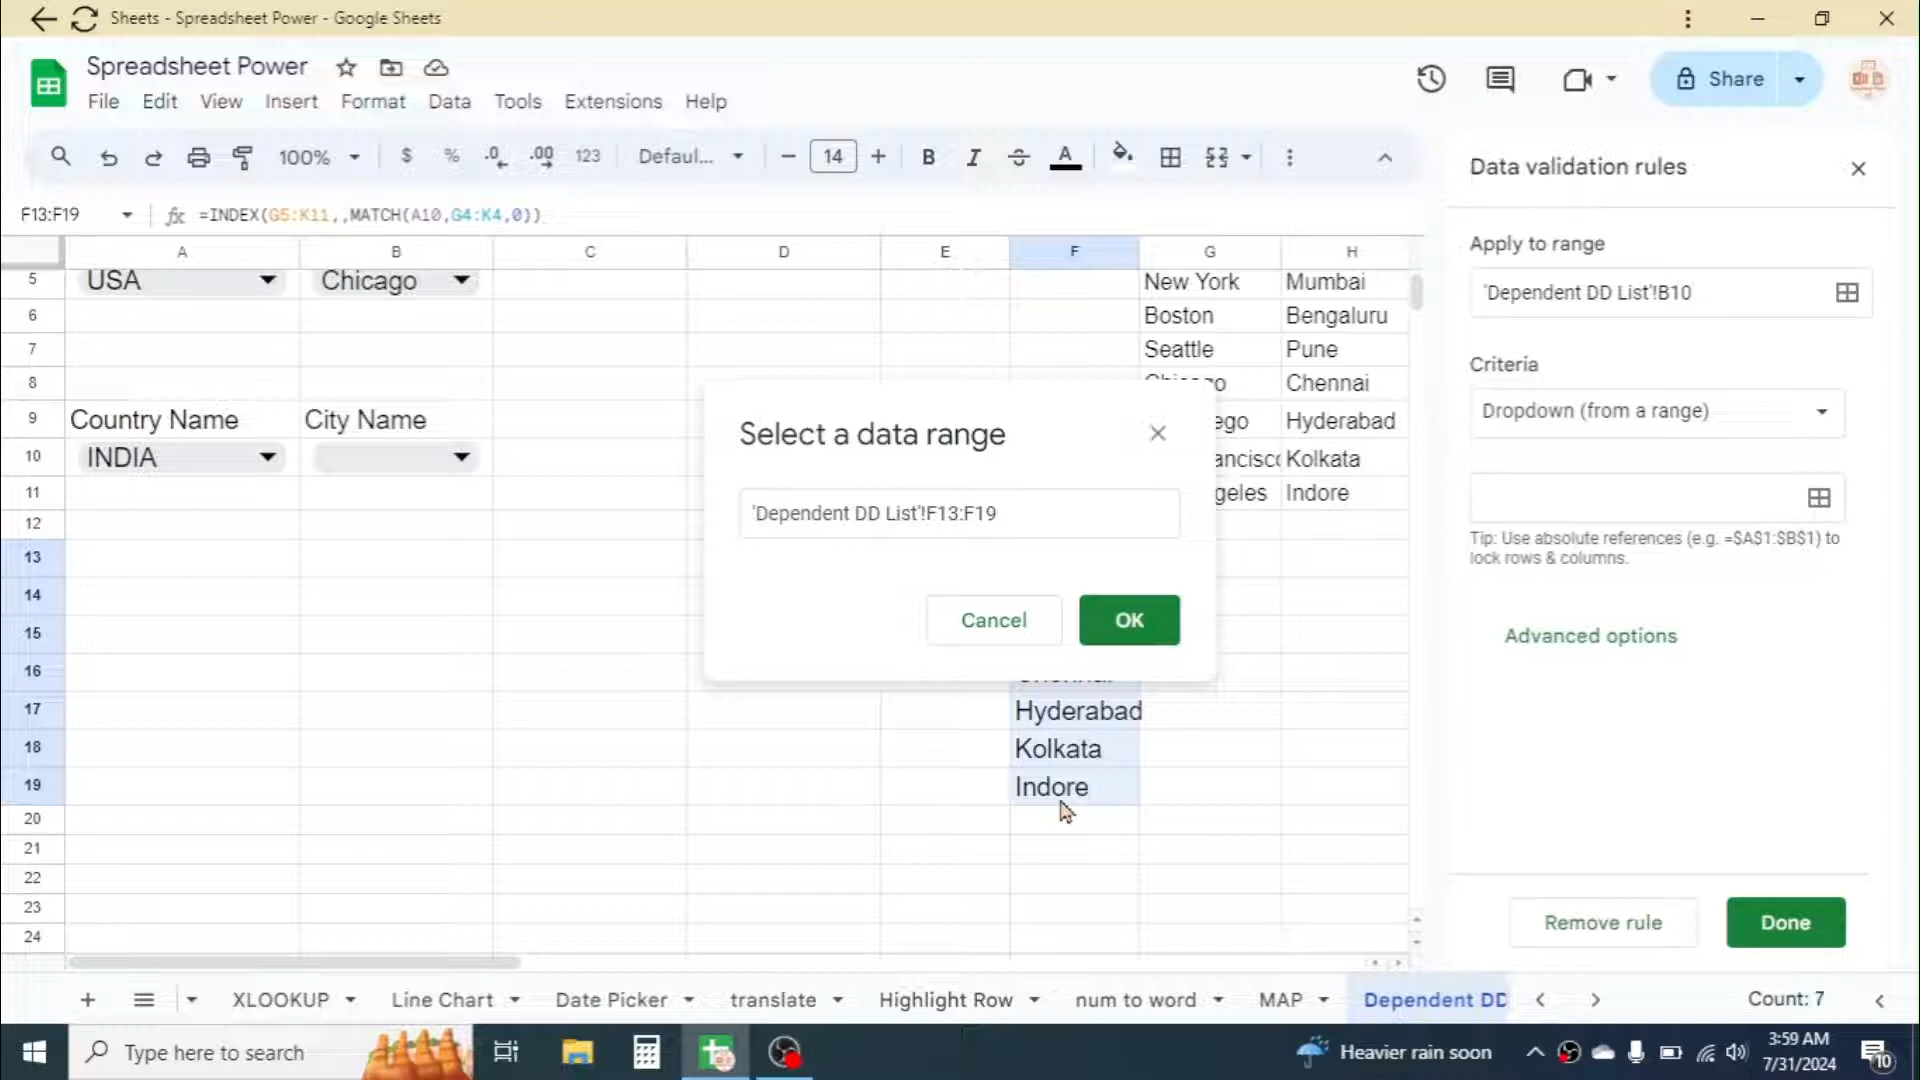 Sheets - Spreadsheet Power - Google Sheets
Spreadsheet Power
File Edit View Insert Format Data Tools Extensions Help
Share
100% $ % .0 .00 123 Defaul... 14 B I S A
F13:F19 fx =INDEX(G5:K11,,MATCH(A10,G4:K4,0))
A B C D E F G H
5 USA Chicago New York Mumbai
6 Boston Bengaluru
7 Seattle Pune
8 Chennai
9 Country Name City Name ego Hyderabad
10 INDIA ancisco Kolkata
11 geles Indore
12
13
14
15
16
17 Hyderabad
18 Kolkata
19 Indore
20
21
22
23
24
Select a data range
'Dependent DD List'!F13:F19
Cancel OK
Data validation rules
Apply to range
'Dependent DD List'!B10
Criteria
Dropdown (from a range)
Tip: Use absolute references (e.g. =$A$1:$B$1) to
lock rows & columns.
Advanced options
Remove rule Done
XLOOKUP Line Chart Date Picker translate Highlight Row num to word MAP Dependent DD Count: 7
Type here to search
Heavier rain soon
3:59 AM
7/31/2024
10